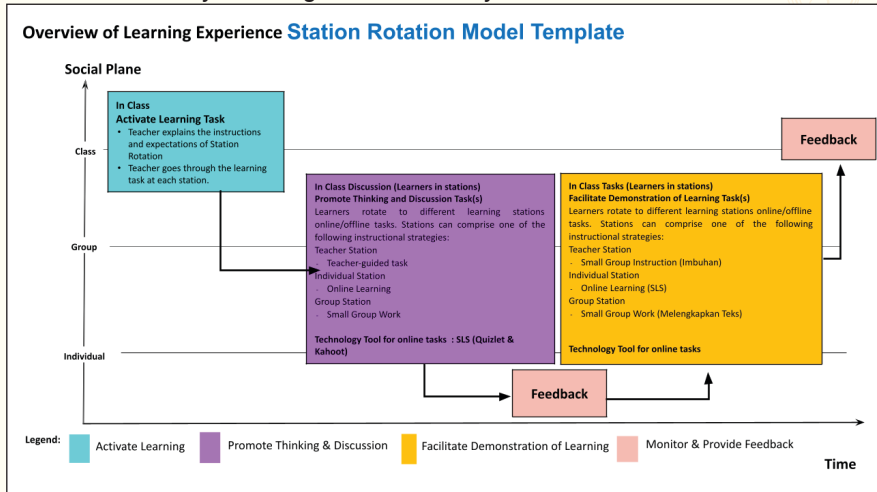 Overview of Learning Experience Station Rotation Model Template
Social Plane
Class
Group
Individual
In Class
Activate Learning Task
• Teacher explains the instructions
and expectations of Station
Rotation
• Teacher goes through the learning
task at each station.
In Class Discussion (Learners in stations)
Promote Thinking and Discussion Task(s)
Learners rotate to different learning stations
online/offline tasks. Stations can comprise one of the
following instructional strategies:
Teacher Station
- Teacher-guided task
Individual Station
- Online Learning
Group Station
- Small Group Work
Technology Tool for online tasks : SLS (Quizlet &
Kahoot)
Feedback
In Class Tasks (Learners in stations)
Facilitate Demonstration of Learning Task(s)
Learners rotate to different learning stations online/offline
tasks. Stations can comprise one of the following
instructional strategies:
Teacher Station
- Small Group Instruction (Imbuhan)
Individual Station
- Online Learning (SLS)
Group Station
- Small Group Work (Melengkapkan Teks)
Technology Tool for online tasks
Feedback
Legend:
Activate Learning
Promote Thinking & Discussion
Facilitate Demonstration of Learning
Monitor & Provide Feedback
Time